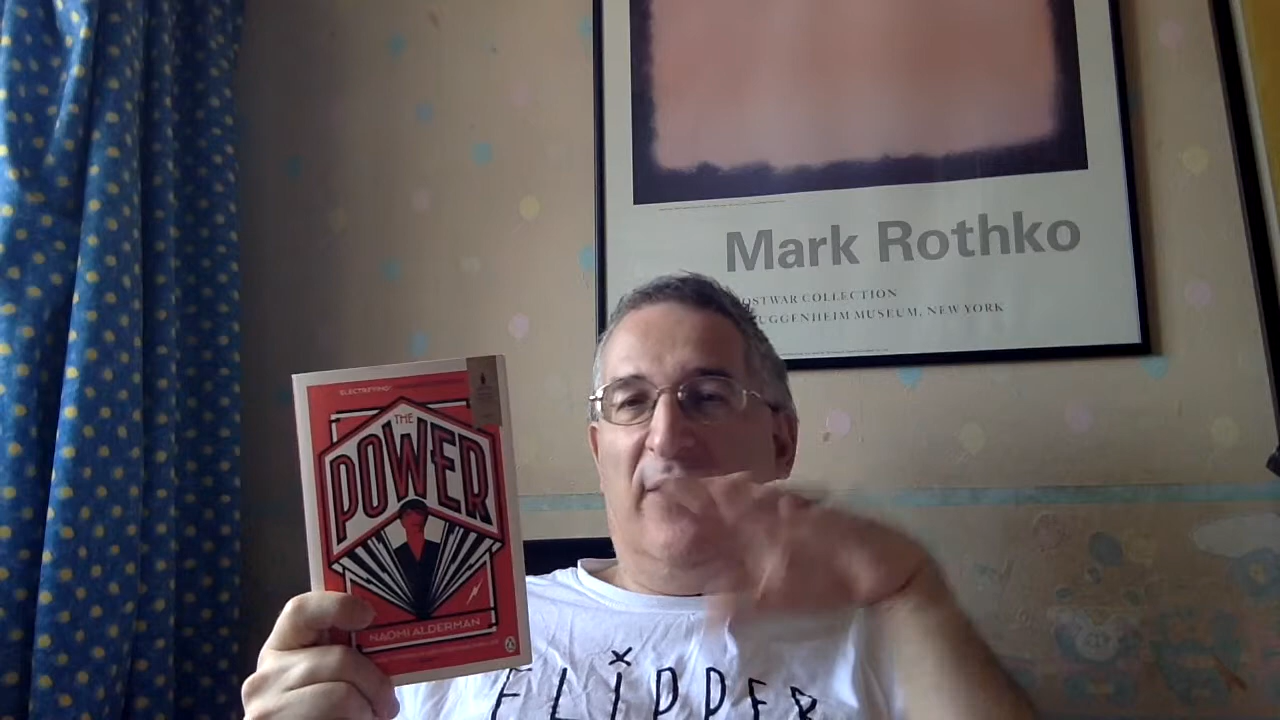 Mark Rothko
POSTWAR COLLECTION
GUGGENHEIM MUSEUM, NEW YORK
'ELECTRIFYING'
THE
POWER
NAOMI ALDERMAN
FLiPPER